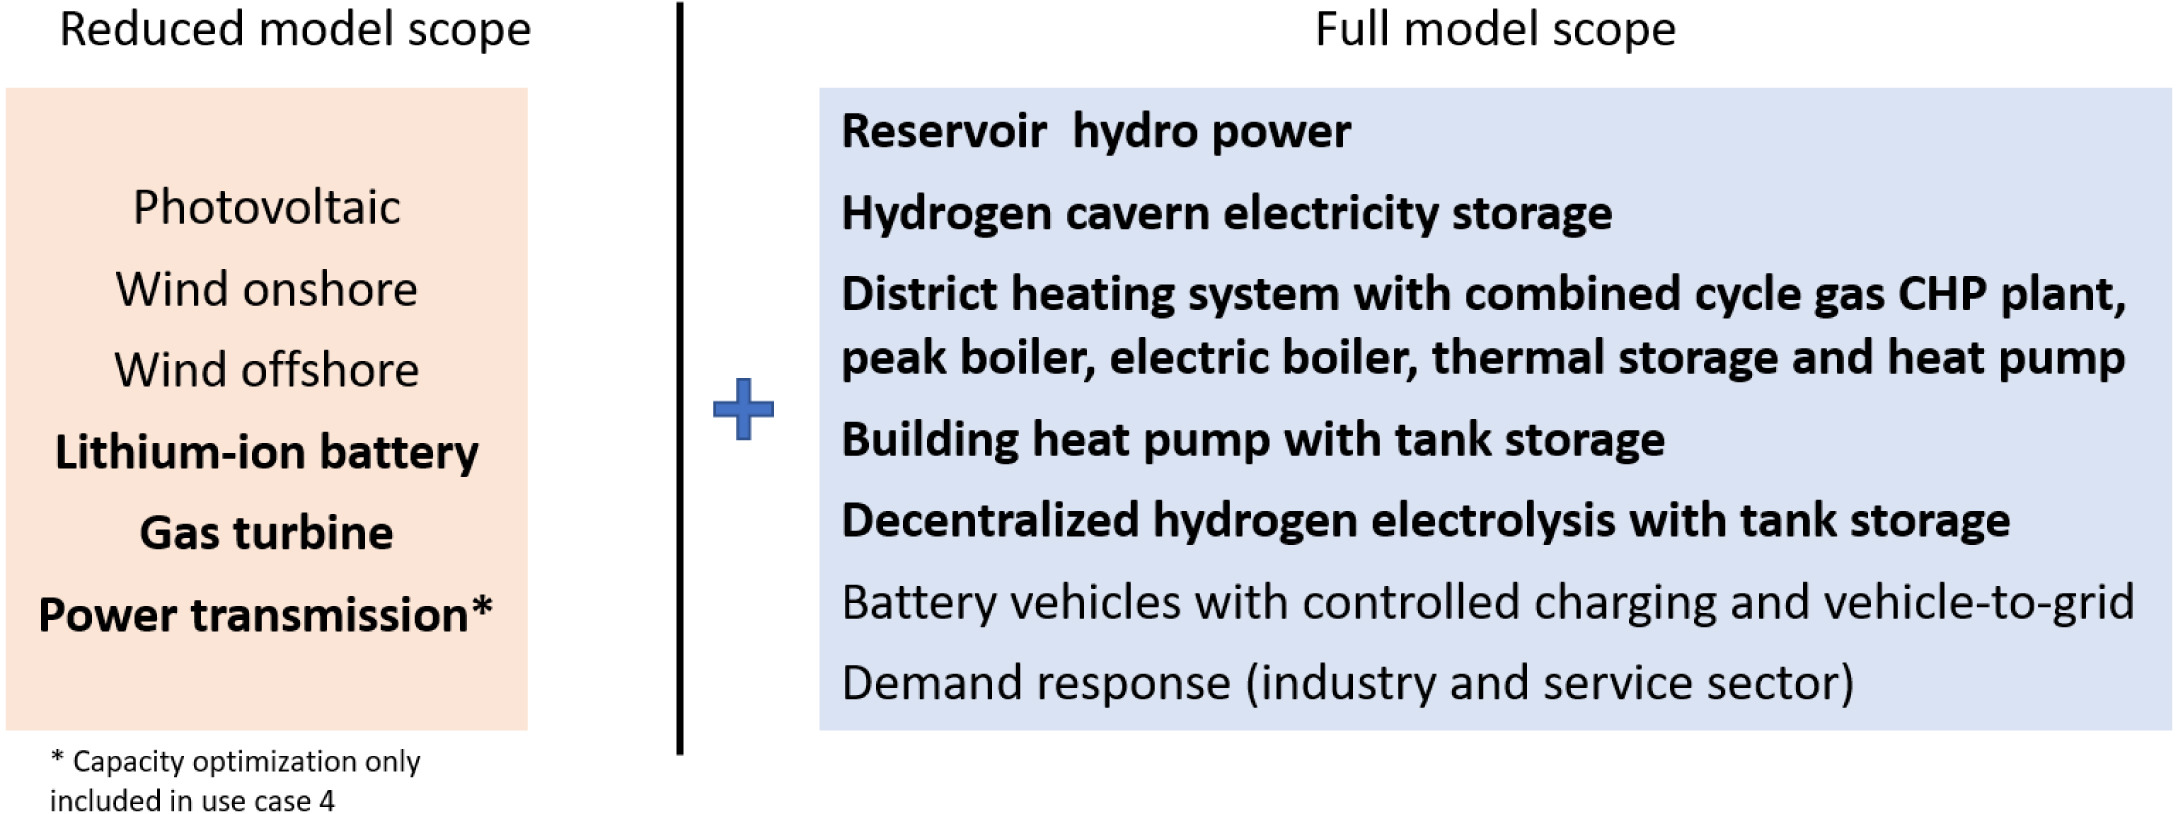 Reduced model scope
Photovoltaic
Wind onshore
Wind offshore
Lithium-ion battery
Gas turbine
Power transmission*
* Capacity optimization only
included in use case 4
Full model scope
Reservoir  hydro power
Hydrogen cavern electricity storage
District heating system with combined cycle gas CHP plant,
peak boiler, electric boiler, thermal storage and heat pump
Building heat pump with tank storage
Decentralized hydrogen electrolysis with tank storage
Battery vehicles with controlled charging and vehicle-to-grid
Demand response (industry and service sector)